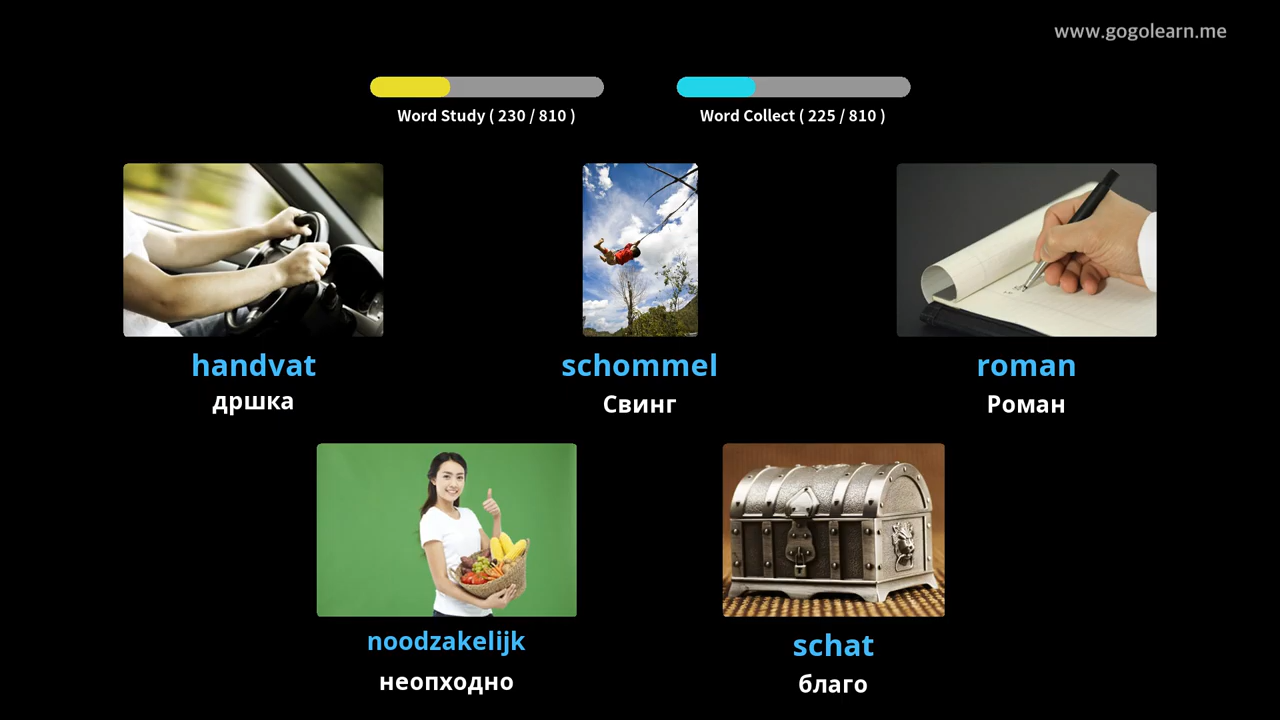 www.gogolearn.me
Word Study ( 230 / 810 )
Word Collect ( 225 / 810 )
handvat
дршка
schommel
Свинг
roman
Роман
noodzakelijk
неопходно
schat
благо